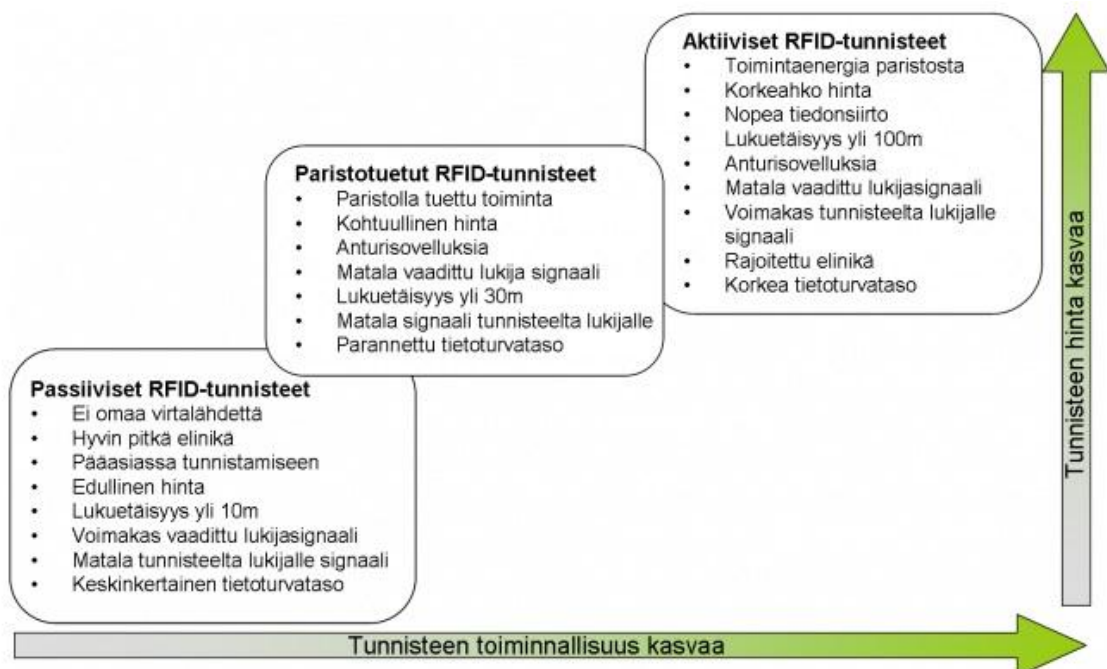 Aktiiviset RFID-tunnisteet
• Toimintaenergia paristosta
• Korkeahko hinta
• Nopea tiedonsiirto
• Lukuetäisyys yli 100m
• Anturisovelluksia
• Matala vaadittu lukijasignaali
• Voimakas tunnisteelta lukijalle
signaali
• Rajoitettu elinikä
• Korkea tietoturvataso
Paristotuetut RFID-tunnisteet
• Paristolla tuettu toiminta
• Kohtuullinen hinta
• Anturisovelluksia
• Matala vaadittu lukija signaali
• Lukuetäisyys yli 30m
• Matala signaali tunnisteelta lukijalle
• Parannettu tietoturvataso
Passiiviset RFID-tunnisteet
• Ei omaa virtalähdettä
• Hyvin pitkä elinikä
• Pääasiassa tunnistamiseen
• Edullinen hinta
• Lukuetäisyys yli 10m
• Voimakas vaadittu lukijasignaali
• Matala tunnisteelta lukijalle signaali
• Keskinkertainen tietoturvataso
Tunnisteen hinta kasvaa
Tunnisteen toiminnallisuus kasvaa